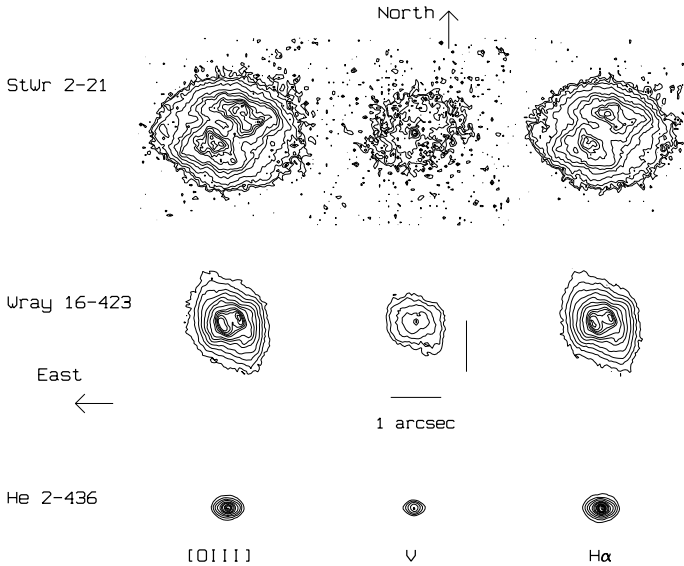 North
StWr 2-21
Wray 16-423
East
1 arcsec
He 2-436
[OIII] V Hα